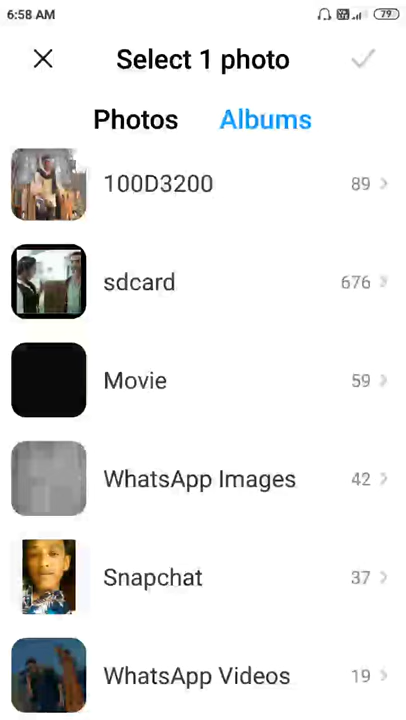 6:58 AM
79
Select 1 photo
Photos Albums
100D3200 89
sdcard 676
Movie 59
WhatsApp Images 42
Snapchat 37
WhatsApp Videos 19